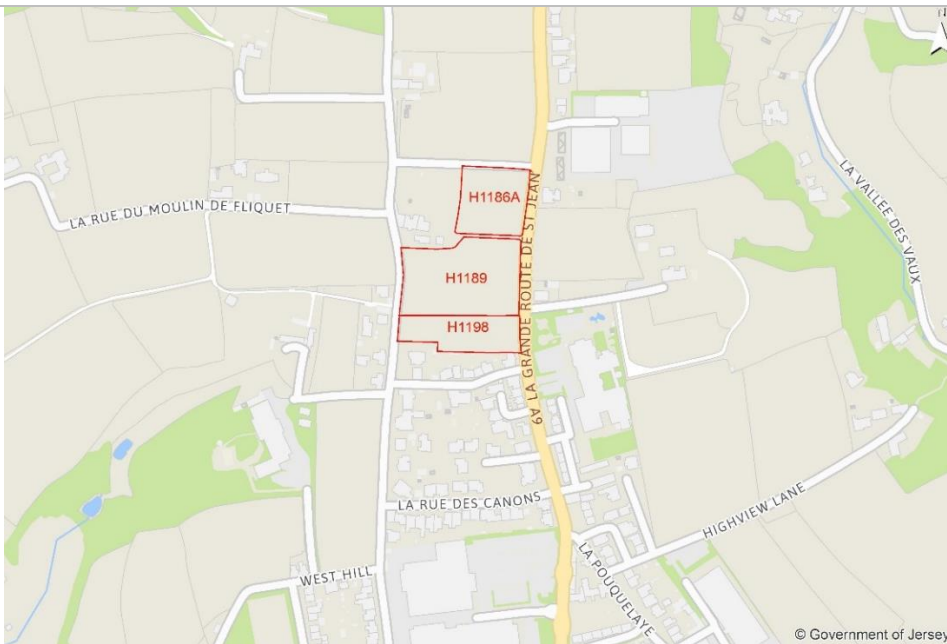 H1186A
LA RUE DU MOULIN DE FLIQUET
LA VALLÉE DES VAUX
H1189
H1198
A9 LA GRANDE ROUTE DE ST JEAN
LA RUE DES CANONS
HIGHVIEW LANE
LA POUQUELAYE
WEST HILL
© Government of Jersey